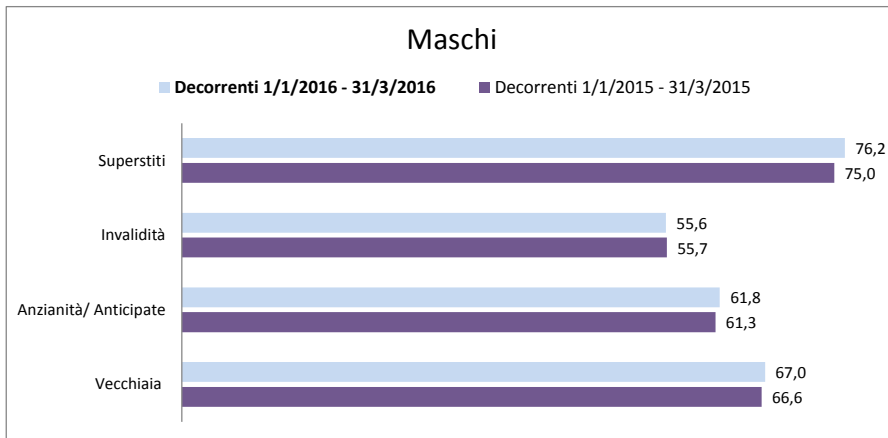 Maschi
Decorrenti 1/1/2016 - 31/3/2016 Decorrenti 1/1/2015 - 31/3/2015
Superstiti
76,2
75,0
Invalidità
55,6
55,7
Anzianità/ Anticipate
61,8
61,3
Vecchiaia
67,0
66,6